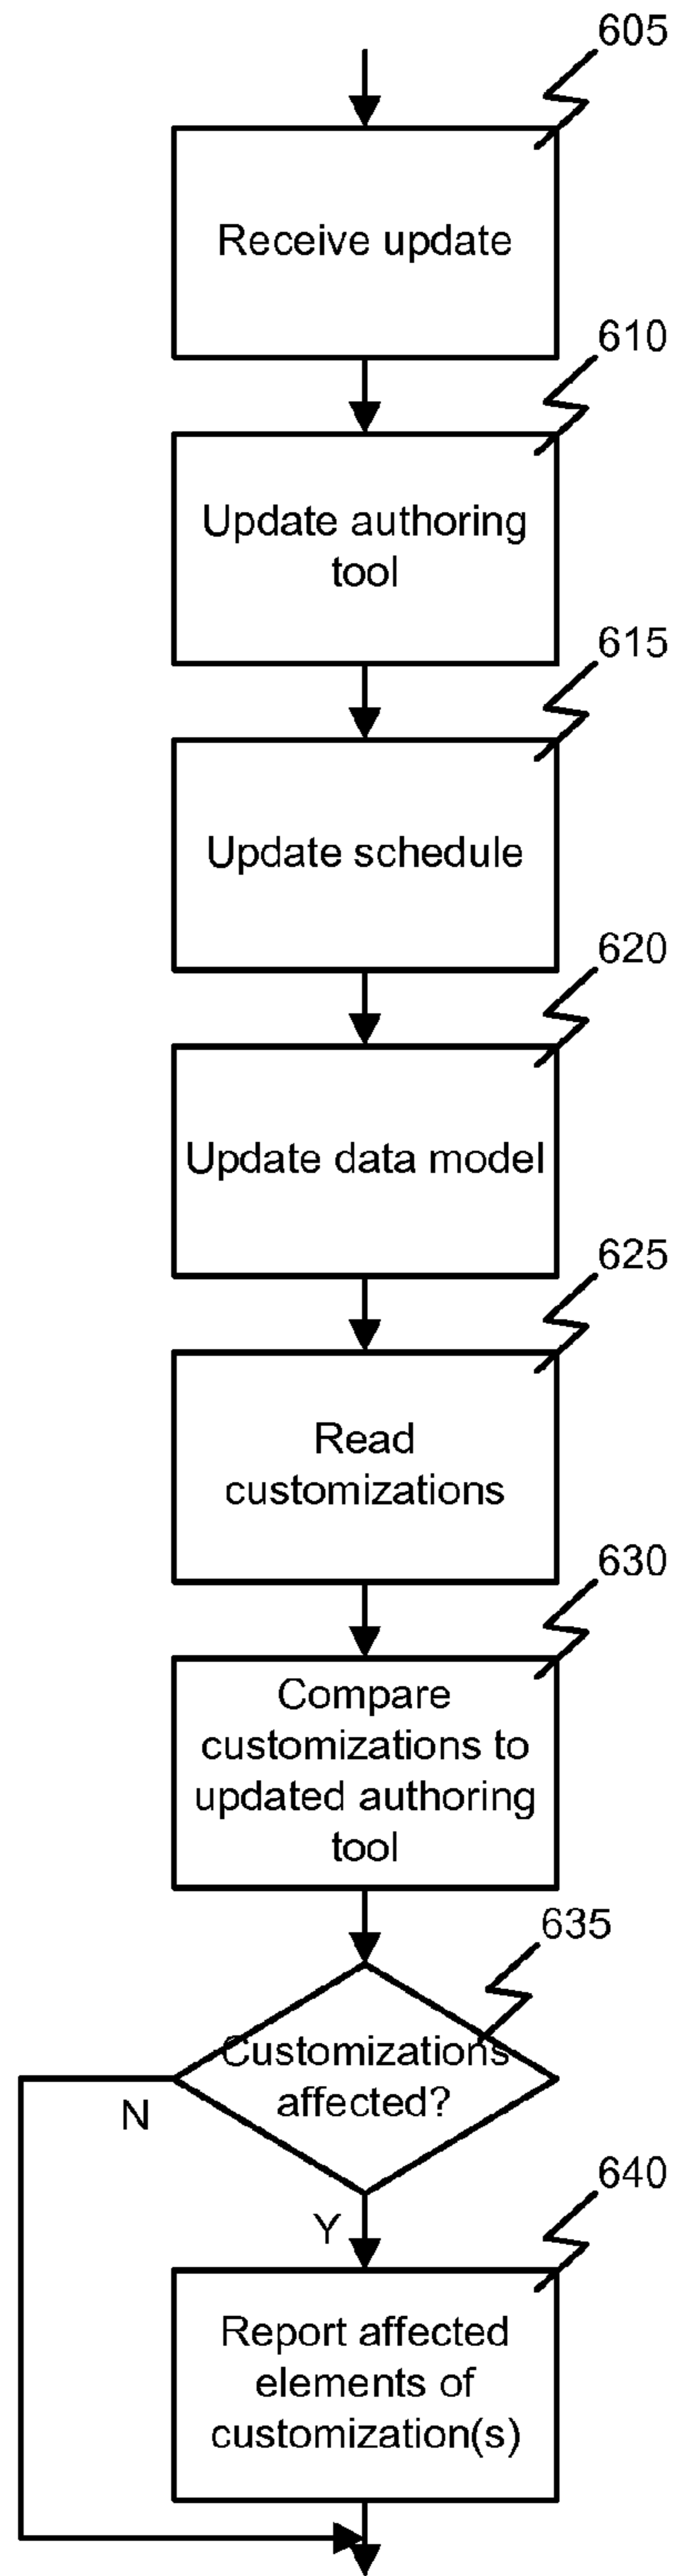 605
Receive update
610
Update authoring
tool
615
Update schedule
620
Update data model
625
Read
customizations
630
Compare
customizations to
updated authoring
tool
635
Customizations
affected?
N
Y
640
Report affected
elements of
customization(s)